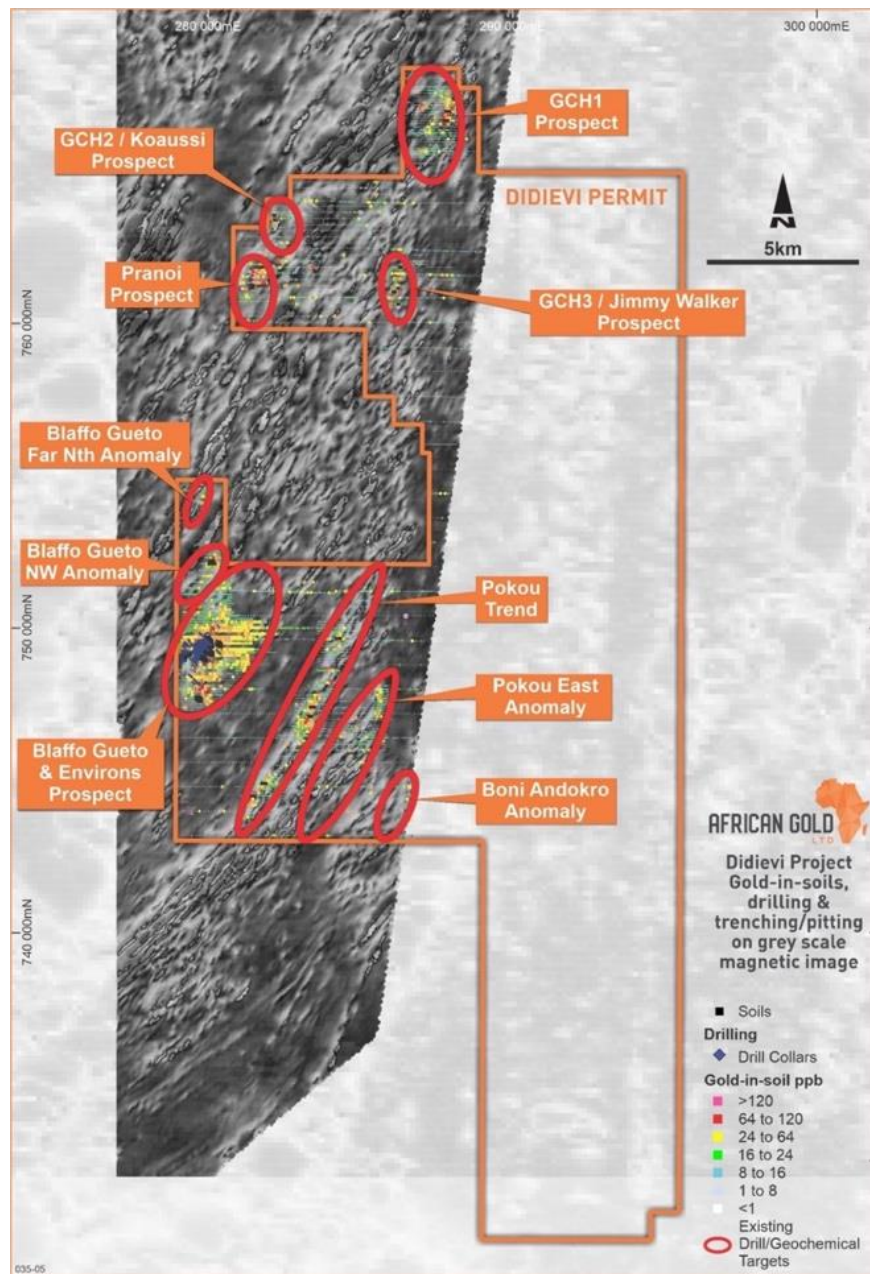 280 000mE
290 000mE
300 000mE
GCH1
Prospect
GCH2 / Koaussi
Prospect
DIDIEVI PERMIT
N
5km
Pranoi
Prospect
GCH3 / Jimmy Walker
Prospect
760 000mN
Blaffo Gueto
Far Nth Anomaly
Blaffo Gueto
NW Anomaly
Pokou
Trend
750 000mN
Pokou East
Anomaly
Blaffo Gueto
& Environs
Prospect
Boni Andokro
Anomaly
AFRICAN GOLD
LTD
Didievi Project
Gold-in-soils,
drilling &
trenching/pitting
on grey scale
magnetic image
740 000mN
Soils
Drilling
Drill Collars
Gold-in-soil ppb
>120
64 to 120
24 to 64
16 to 24
8 to 16
1 to 8
<1
Existing
Drill/Geochemical
Targets
035-05